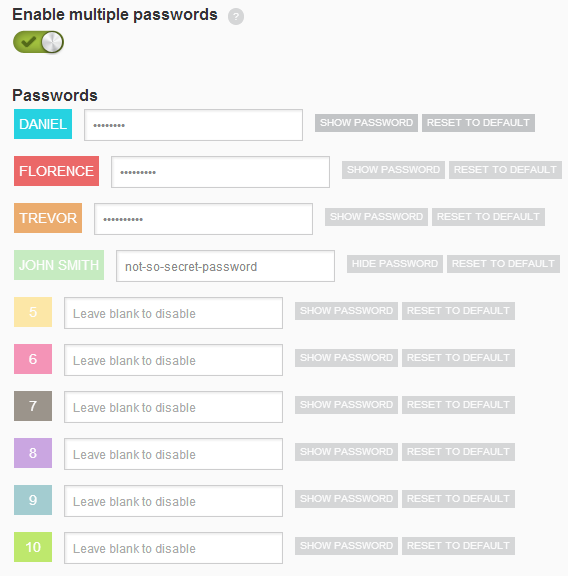 Enable multiple passwords ?
Passwords
DANIEL •••••••• SHOW PASSWORD RESET TO DEFAULT
FLORENCE ••••••••• SHOW PASSWORD RESET TO DEFAULT
TREVOR •••••••••• SHOW PASSWORD RESET TO DEFAULT
JOHN SMITH not-so-secret-password HIDE PASSWORD RESET TO DEFAULT
5 Leave blank to disable SHOW PASSWORD RESET TO DEFAULT
6 Leave blank to disable SHOW PASSWORD RESET TO DEFAULT
7 Leave blank to disable SHOW PASSWORD RESET TO DEFAULT
8 Leave blank to disable SHOW PASSWORD RESET TO DEFAULT
9 Leave blank to disable SHOW PASSWORD RESET TO DEFAULT
10 Leave blank to disable SHOW PASSWORD RESET TO DEFAULT